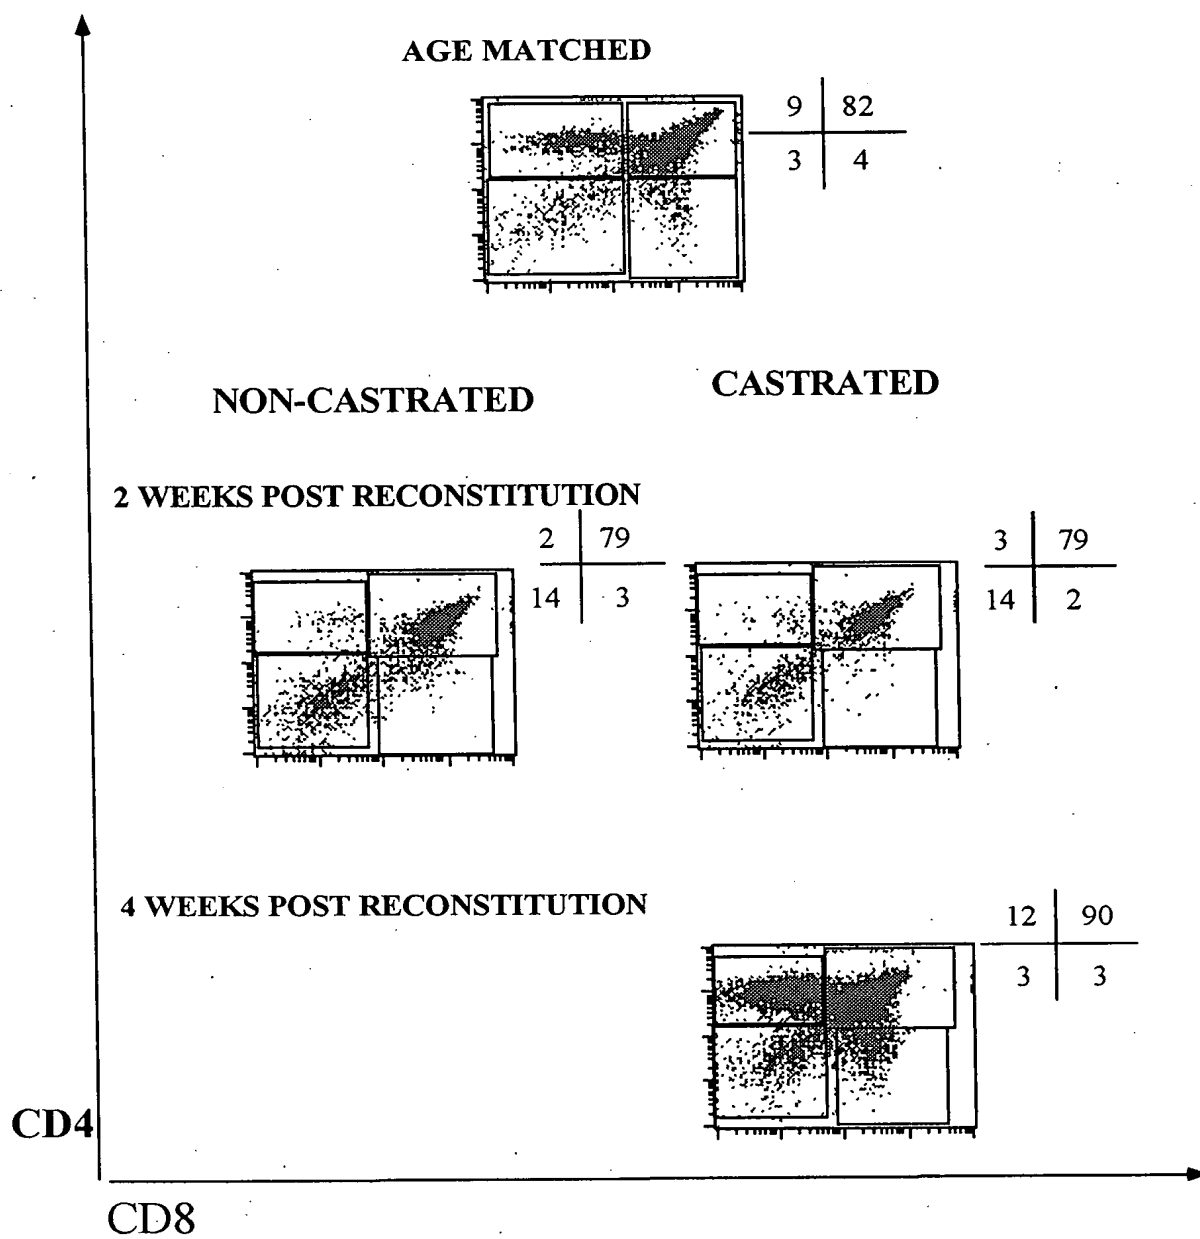 AGE MATCHED
9 82
3 4
NON-CASTRATED
CASTRATED
2 WEEKS POST RECONSTITUTION
2 79
14 3
3 79
14 2
4 WEEKS POST RECONSTITUTION
12 90
3 3
CD4
CD8